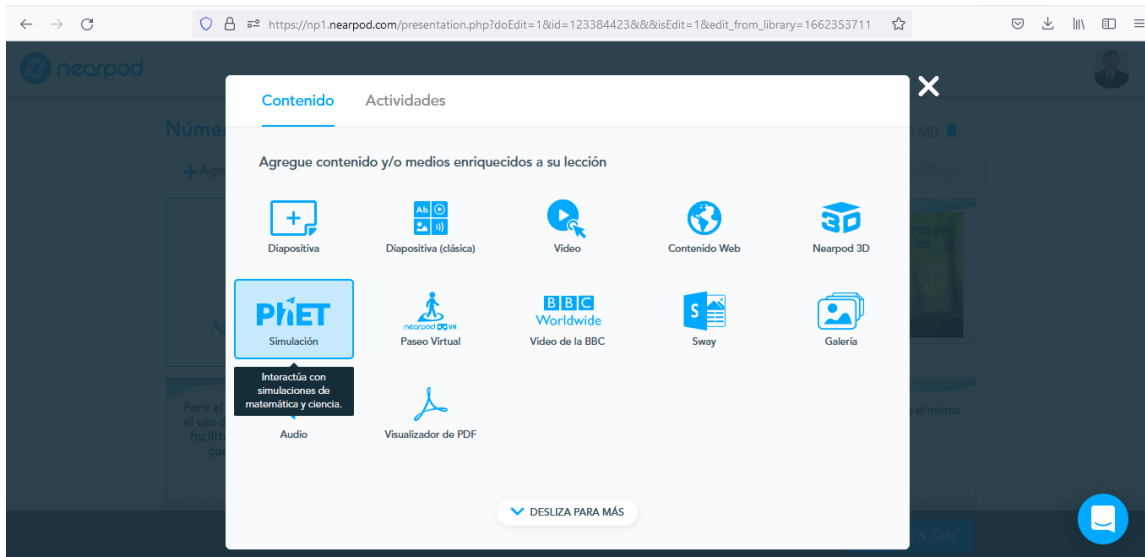 https://np1.nearpod.com/presentation.php?doEdit=1&id=123384423&&&isEdit=1&edit_from_library=1662353711
nearpod
Contenido Actividades
Núme
MB
Agregue contenido y/o medios enriquecidos a su lección
+Agr
Ab
3D
Diapositiva Diapositiva (clásica) Vídeo Contenido Web Nearpod 3D
PhET
nearpod VR
BBC
Worldwide
S
Simulación Paseo Virtual Video de la BBC Sway Galería
Interactúa con
simulaciones de
matemática y ciencia.
Pero el
el uso
facilit
qu
el mismo
Audio Visualizador de PDF
DESLIZA PARA MÁS
& Salir